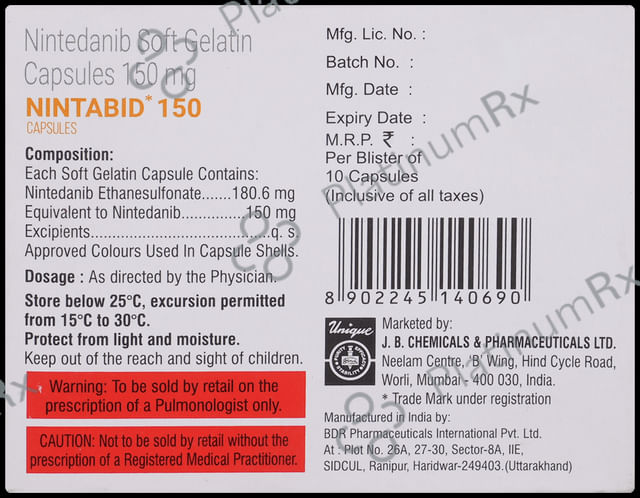 Nintedanib Soft Gelatin
Capsules 150 mg
NINTABID* 150
CAPSULES
Composition:
Each Soft Gelatin Capsule Contains:
Nintedanib Ethanesulfonate.......180.6 mg
Equivalent to Nintedanib...............150 mg
Excipients..........................................q. s.
Approved Colours Used In Capsule Shells.
Dosage : As directed by the Physician.
Store below 25°C, excursion permitted
from 15°C to 30°C.
Protect from light and moisture.
Keep out of the reach and sight of children.
Warning: To be sold by retail on the
prescription of a Pulmonologist only.
CAUTION: Not to be sold by retail without the
prescription of a Registered Medical Practitioner.
Mfg. Lic. No. :
Batch No. :
Mfg. Date :
Expiry Date :
M.R.P. ₹ :
Per Blister of
10 Capsules
(Inclusive of all taxes)
8 902245 140690
Unique
PURITY EFFICACY
STABILITY
Marketed by:
J. B. CHEMICALS & PHARMACEUTICALS LTD.
Neelam Centre, 'B' Wing, Hind Cycle Road,
Worli, Mumbai - 400 030, India.
* Trade Mark under registration
Manufactured in India by:
BDR Pharmaceuticals International Pvt. Ltd.
At : Plot No. 26A, 27-30, Sector-8A, IIE,
SIDCUL, Ranipur, Haridwar-249403.(Uttarakhand)
PlatinumRx
PlatinumRx
PlatinumRx